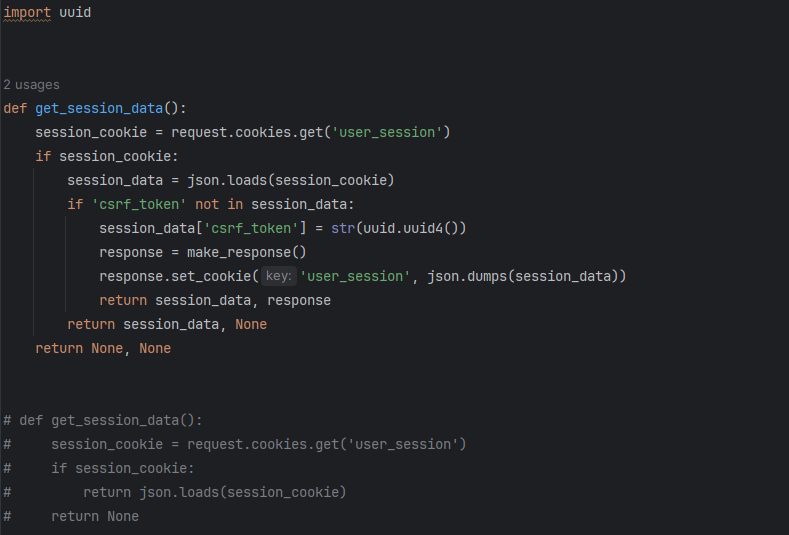 import uuid
2 usages
def get_session_data():
    session_cookie = request.cookies.get('user_session')
    if session_cookie:
        session_data = json.loads(session_cookie)
        if 'csrf_token' not in session_data:
            session_data['csrf_token'] = str(uuid.uuid4())
            response = make_response()
            response.set_cookie( key: 'user_session', json.dumps(session_data))
            return session_data, response
        return session_data, None
    return None, None
# def get_session_data():
#     session_cookie = request.cookies.get('user_session')
#     if session_cookie:
#         return json.loads(session_cookie)
#     return None